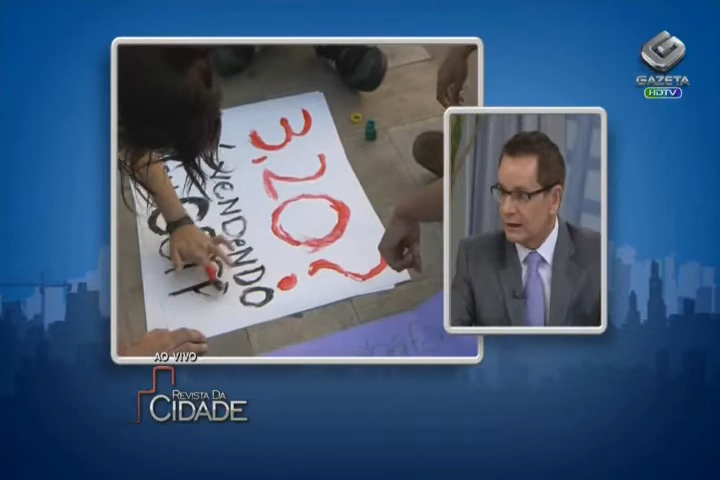 GAZETA
HDTV
3,20?
VENDENDO
AO VIVO
REVISTA DA
CIDADE